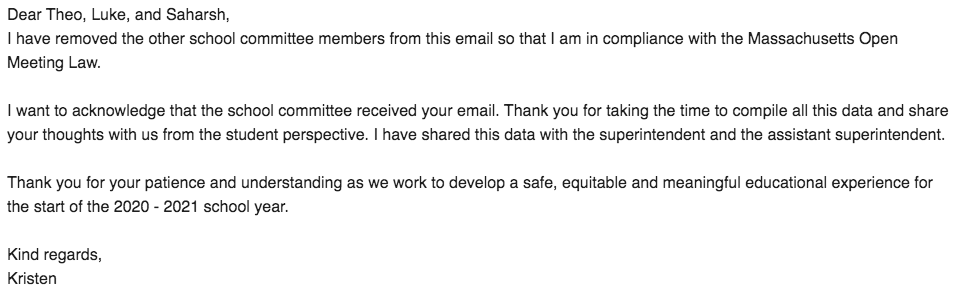 Dear Theo, Luke, and Saharsh,
I have removed the other school committee members from this email so that I am in compliance with the Massachusetts Open
Meeting Law.
I want to acknowledge that the school committee received your email. Thank you for taking the time to compile all this data and share
your thoughts with us from the student perspective. I have shared this data with the superintendent and the assistant superintendent.
Thank you for your patience and understanding as we work to develop a safe, equitable and meaningful educational experience for
the start of the 2020 - 2021 school year.
Kind regards,
Kristen